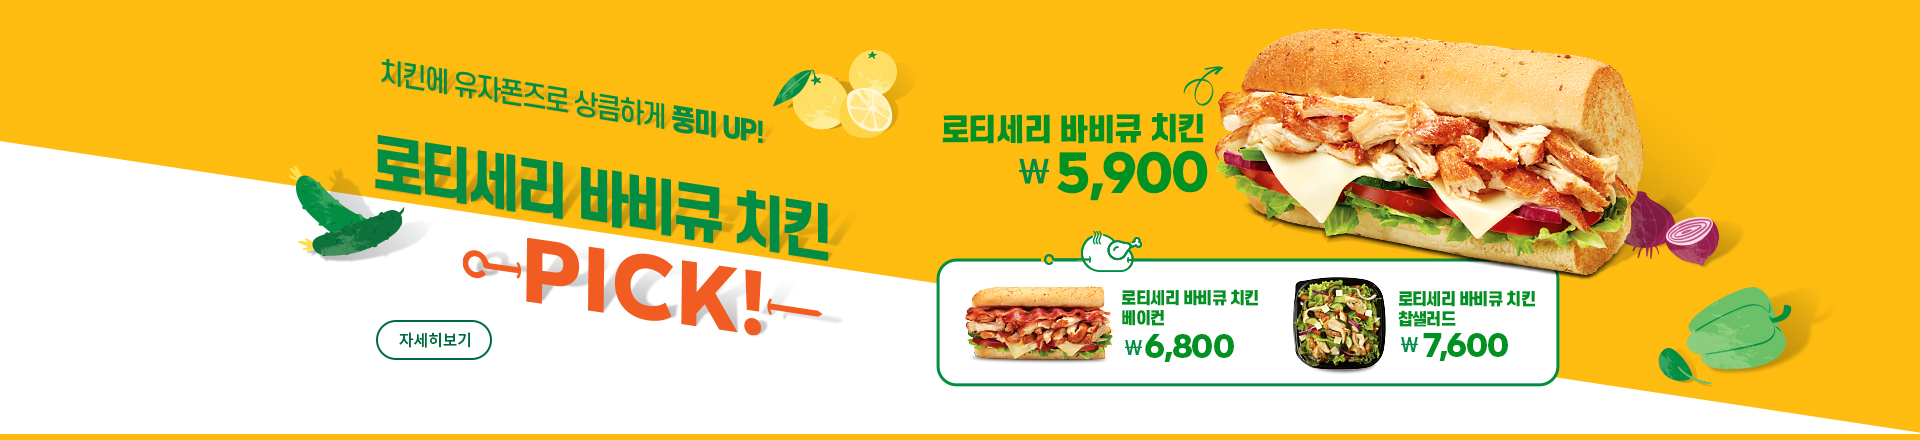 치킨에 유자폰즈로 상큼하게 풍미 UP!
로티세리 바비큐 치킨
PICK!
자세히보기
로티세리 바비큐 치킨
₩ 5,900
로티세리 바비큐 치킨
베이컨
₩6,800
로티세리 바비큐 치킨
찹샐러드
₩ 7,600